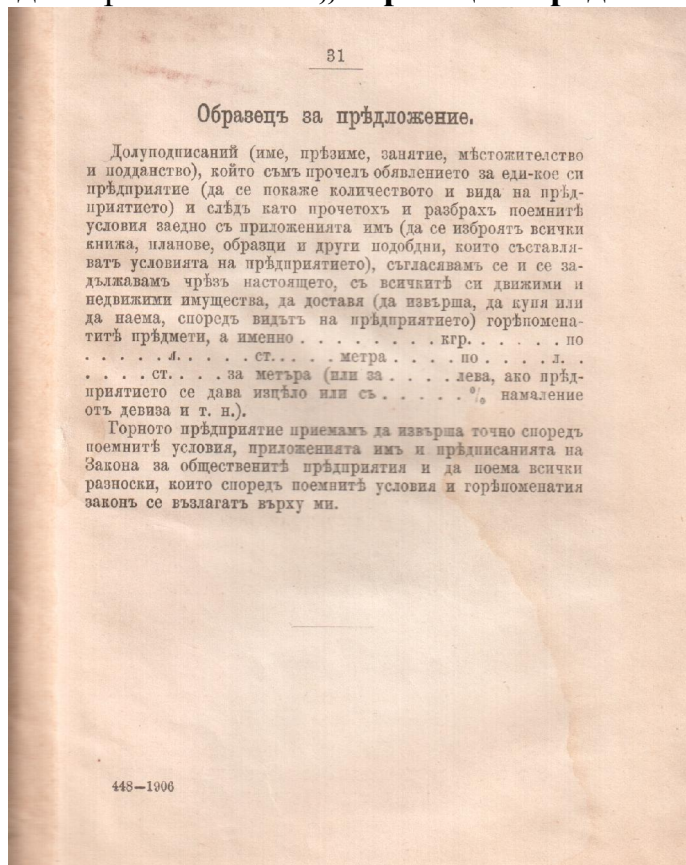 31
Образецъ за прѣдложение.
Долуподписаний (име, прѣзиме, занятие, мѣстожителство
и подданство), който съмъ прочел обявлението за еди-кое си
прѣдприятие (да се покаже количеството и вида на прѣд-
приятието) и слѣдъ като прочетохъ и разбрахъ поемнитѣ
условия заедно съ приложенията имъ (да се изброятъ всички
книжа, планове, образци и други подобдни, които съставля-
ватъ условията на прѣдприятието), съгласявамъ се и се за-
дължавамъ чрѣзъ настоящето, съ всичкитѣ си движими и
недвижими имущества, да доставя (да извърша, да купя или
да наема, споредъ видътъ на прѣдприятието) горѣпомена-
титѣ прѣдмети, а именно . . . . . . . . . кгр. . . . . . . по
. . . . . л. . . . . ст. . . . . метра . . . . по . . . . л. .
. . . . ст. . . . за метъра (или за . . . . лева, ако прѣд-
приятието се дава изцѣло или съ . . . . . % намаление
отъ девиза и т. н.).
Горното прѣдприятие приемамъ да извърша точно споредъ
поемнитѣ условия, приложенията имъ и прѣдписанията на
Закона за общественитѣ прѣдприятия и да поема всички
разноски, които споредъ поемнитѣ условия и горѣпоменатия
законъ се възлагатъ върху ми.
448—1906